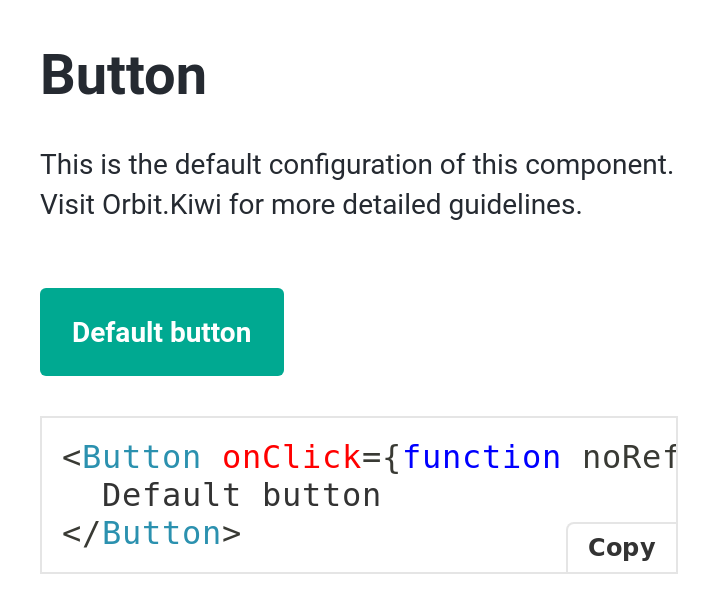 Button
This is the default configuration of this component.
Visit Orbit.Kiwi for more detailed guidelines.
Default button
<Button onClick={function noRef
Default button
</Button>
Copy